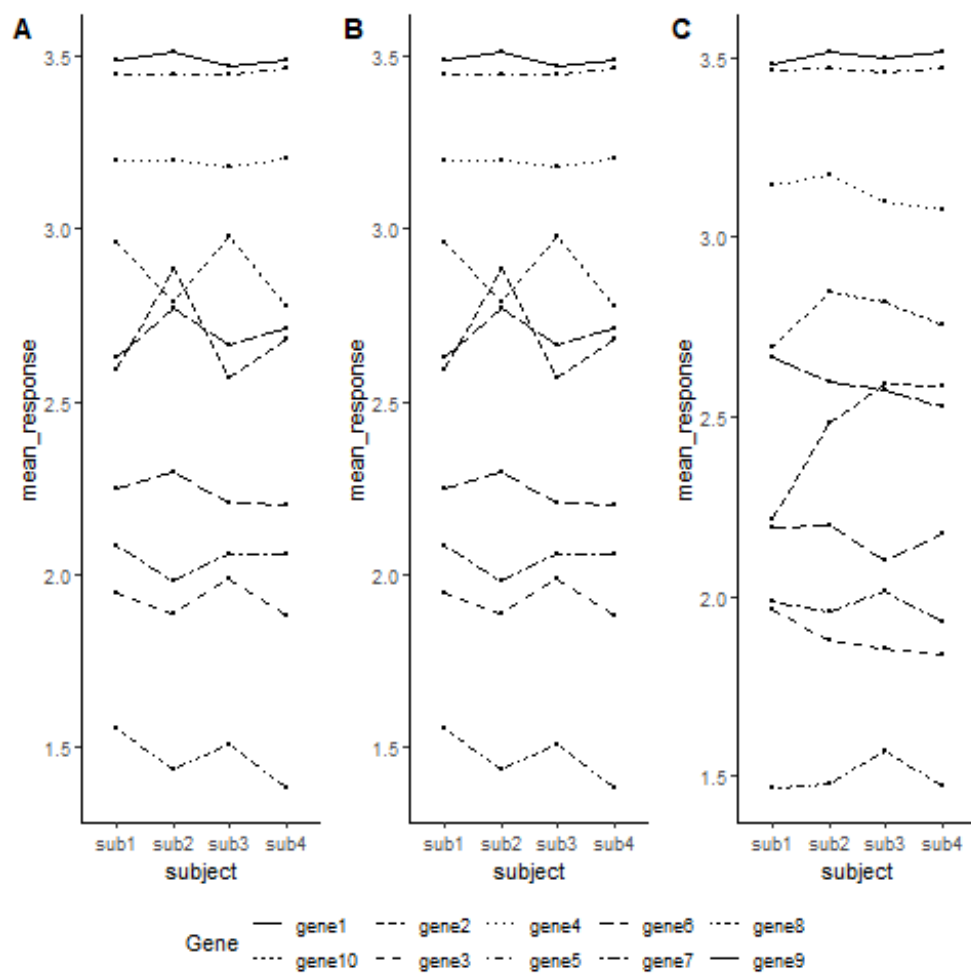 A
B
C
3.5
3.0
2.5
2.0
1.5
mean_response
sub1 sub2 sub3 sub4
subject
3.5
3.0
2.5
2.0
1.5
mean_response
sub1 sub2 sub3 sub4
subject
3.5
3.0
2.5
2.0
1.5
mean_response
sub1 sub2 sub3 sub4
subject
Gene
gene1 gene2 gene4 gene6 gene8
gene10 gene3 gene5 gene7 gene9